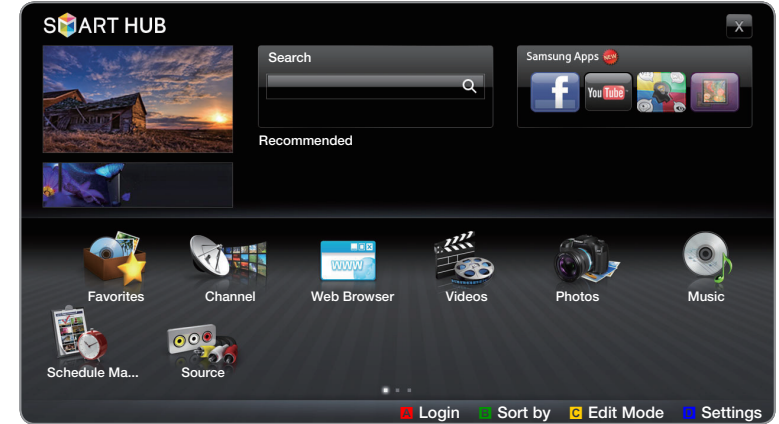 SMART HUB
X
Search
Samsung Apps NEW
f
You Tube
Recommended
WWW
Favorites
Channel
Web Browser
Videos
Photos
Music
Schedule Ma...
Source
A Login
B Sort by
C Edit Mode
D Settings